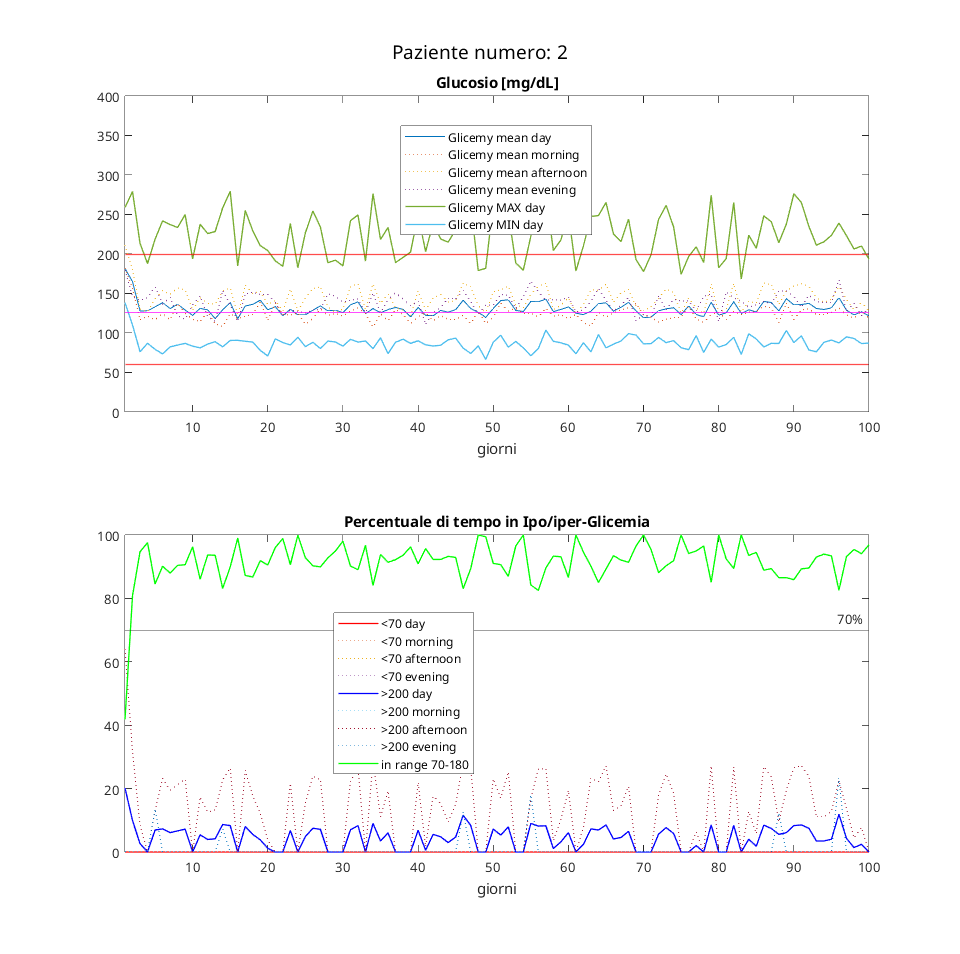 Paziente numero: 2
Glucosio [mg/dL]
400
350
300
250
200
150
100
50
0
Glicemy mean day
Glicemy mean morning
Glicemy mean afternoon
Glicemy mean evening
Glicemy MAX day
Glicemy MIN day
10 20 30 40 50 60 70 80 90 100
giorni
Percentuale di tempo in Ipo/iper-Glicemia
100
80
60
40
20
0
70%
<70 day
<70 morning
<70 afternoon
<70 evening
>200 day
>200 morning
>200 afternoon
>200 evening
in range 70-180
10 20 30 40 50 60 70 80 90 100
giorni